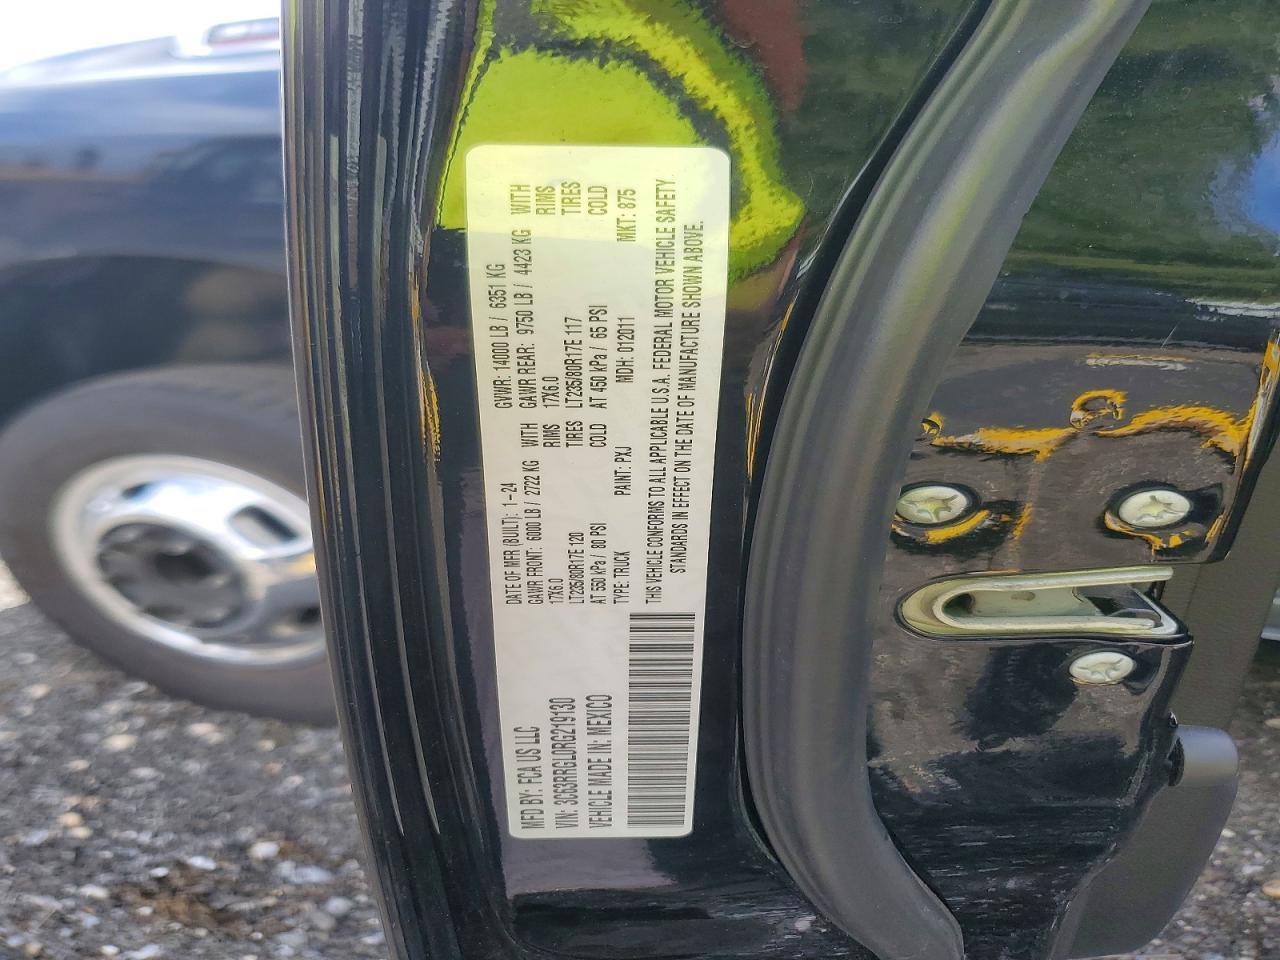 MFD BY: FCA US LLC
DATE OF MFR (BUILT): 1-24
GVWR: 14000 LB / 6351 KG
VIN: 3C63RRGL0RG219130
GAWR FRONT: 6000 LB / 2722 KG WITH
GAWR REAR: 9750 LB / 4423 KG WITH
17X6.0 RIMS
17X6.0 RIMS
VEHICLE MADE IN: MEXICO
LT235/80R17E 120 TIRES
LT235/80R17E 117 TIRES
AT 550 kPa / 80 PSI COLD
AT 450 kPa / 65 PSI COLD
TYPE: TRUCK
PAINT: PXJ
MDH: 012011
MKT: 875
THIS VEHICLE CONFORMS TO ALL APPLICABLE U.S.A. FEDERAL MOTOR VEHICLE SAFETY
STANDARDS IN EFFECT ON THE DATE OF MANUFACTURE SHOWN ABOVE.